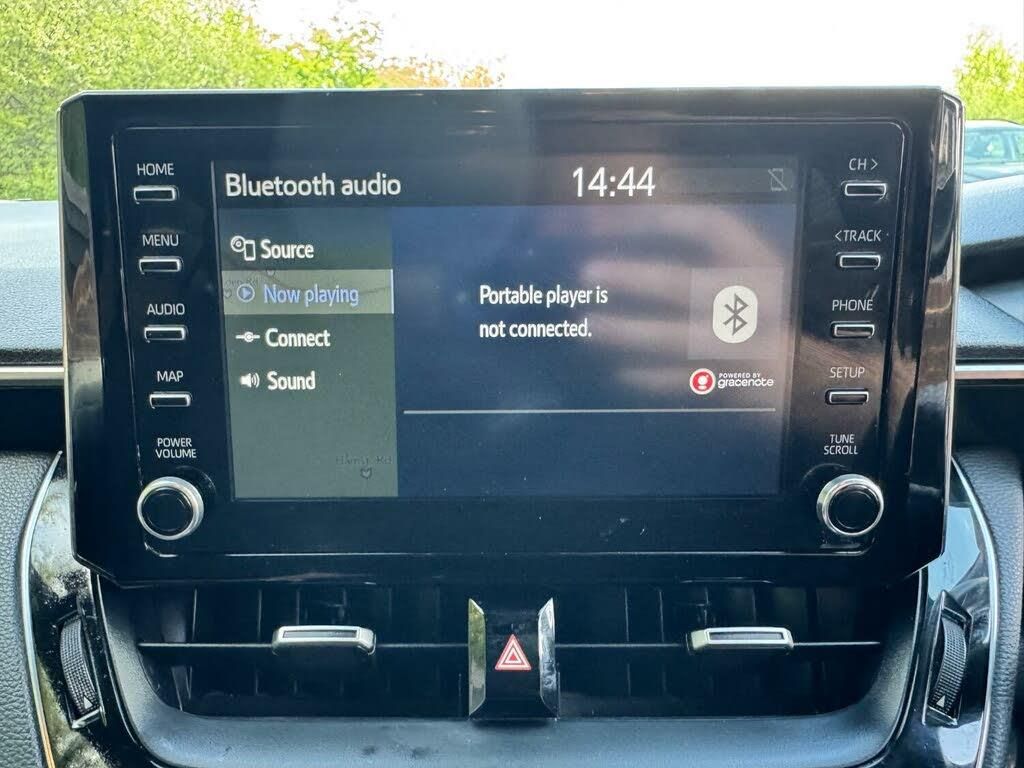 HOME
MENU
AUDIO
MAP
POWER
VOLUME
Bluetooth audio
14:44
Source
Now playing
Connect
Sound
Portable player is
not connected.
POWERED BY
gracenote
CH >
<TRACK
PHONE
SETUP
TUNE
SCROLL